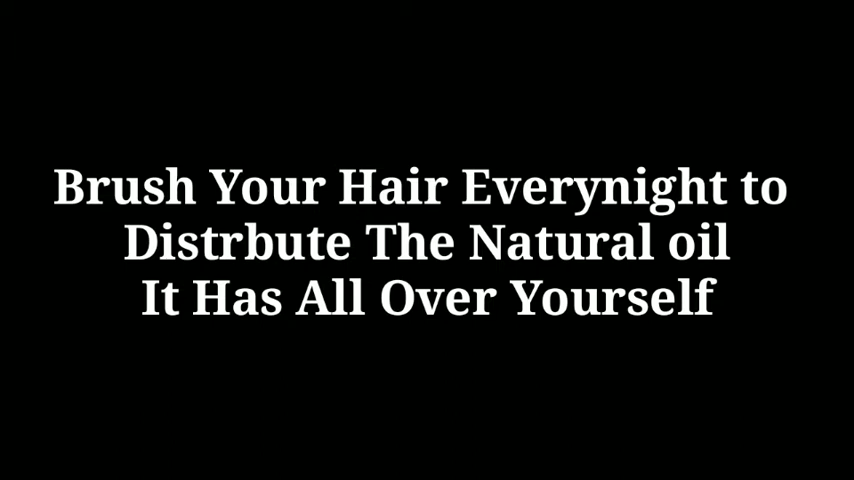 Brush Your Hair Everynight to
Distrbute The Natural oil
It Has All Over Yourself